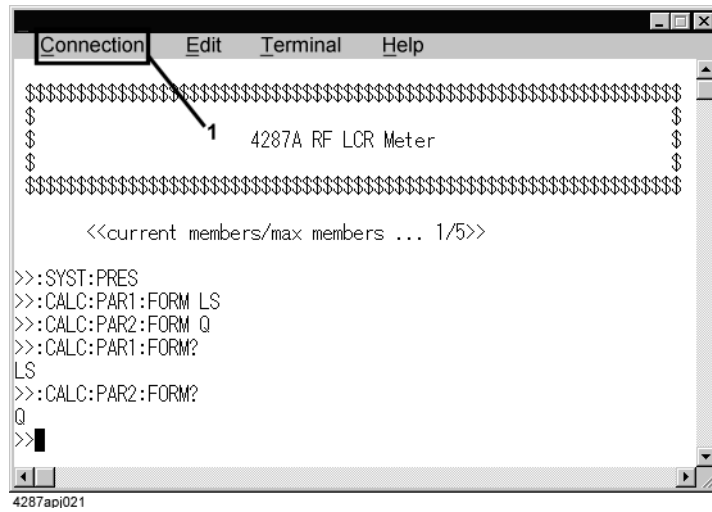 Connection Edit Terminal Help
$$$$$$$$$$$$$$$$$$$$$$$$$$$$$$$$$$$$$$$$$$$$$$$$$$$$$$$$$$$$$$$$
$ $
$ 1 4287A RF LCR Meter $
$ $
$$$$$$$$$$$$$$$$$$$$$$$$$$$$$$$$$$$$$$$$$$$$$$$$$$$$$$$$$$$$$$$$
<<current members/max members ... 1/5>>
>>:SYST:PRES
>>:CALC:PAR1:FORM LS
>>:CALC:PAR2:FORM Q
>>:CALC:PAR1:FORM?
LS
>>:CALC:PAR2:FORM?
Q
>>
4287apj021